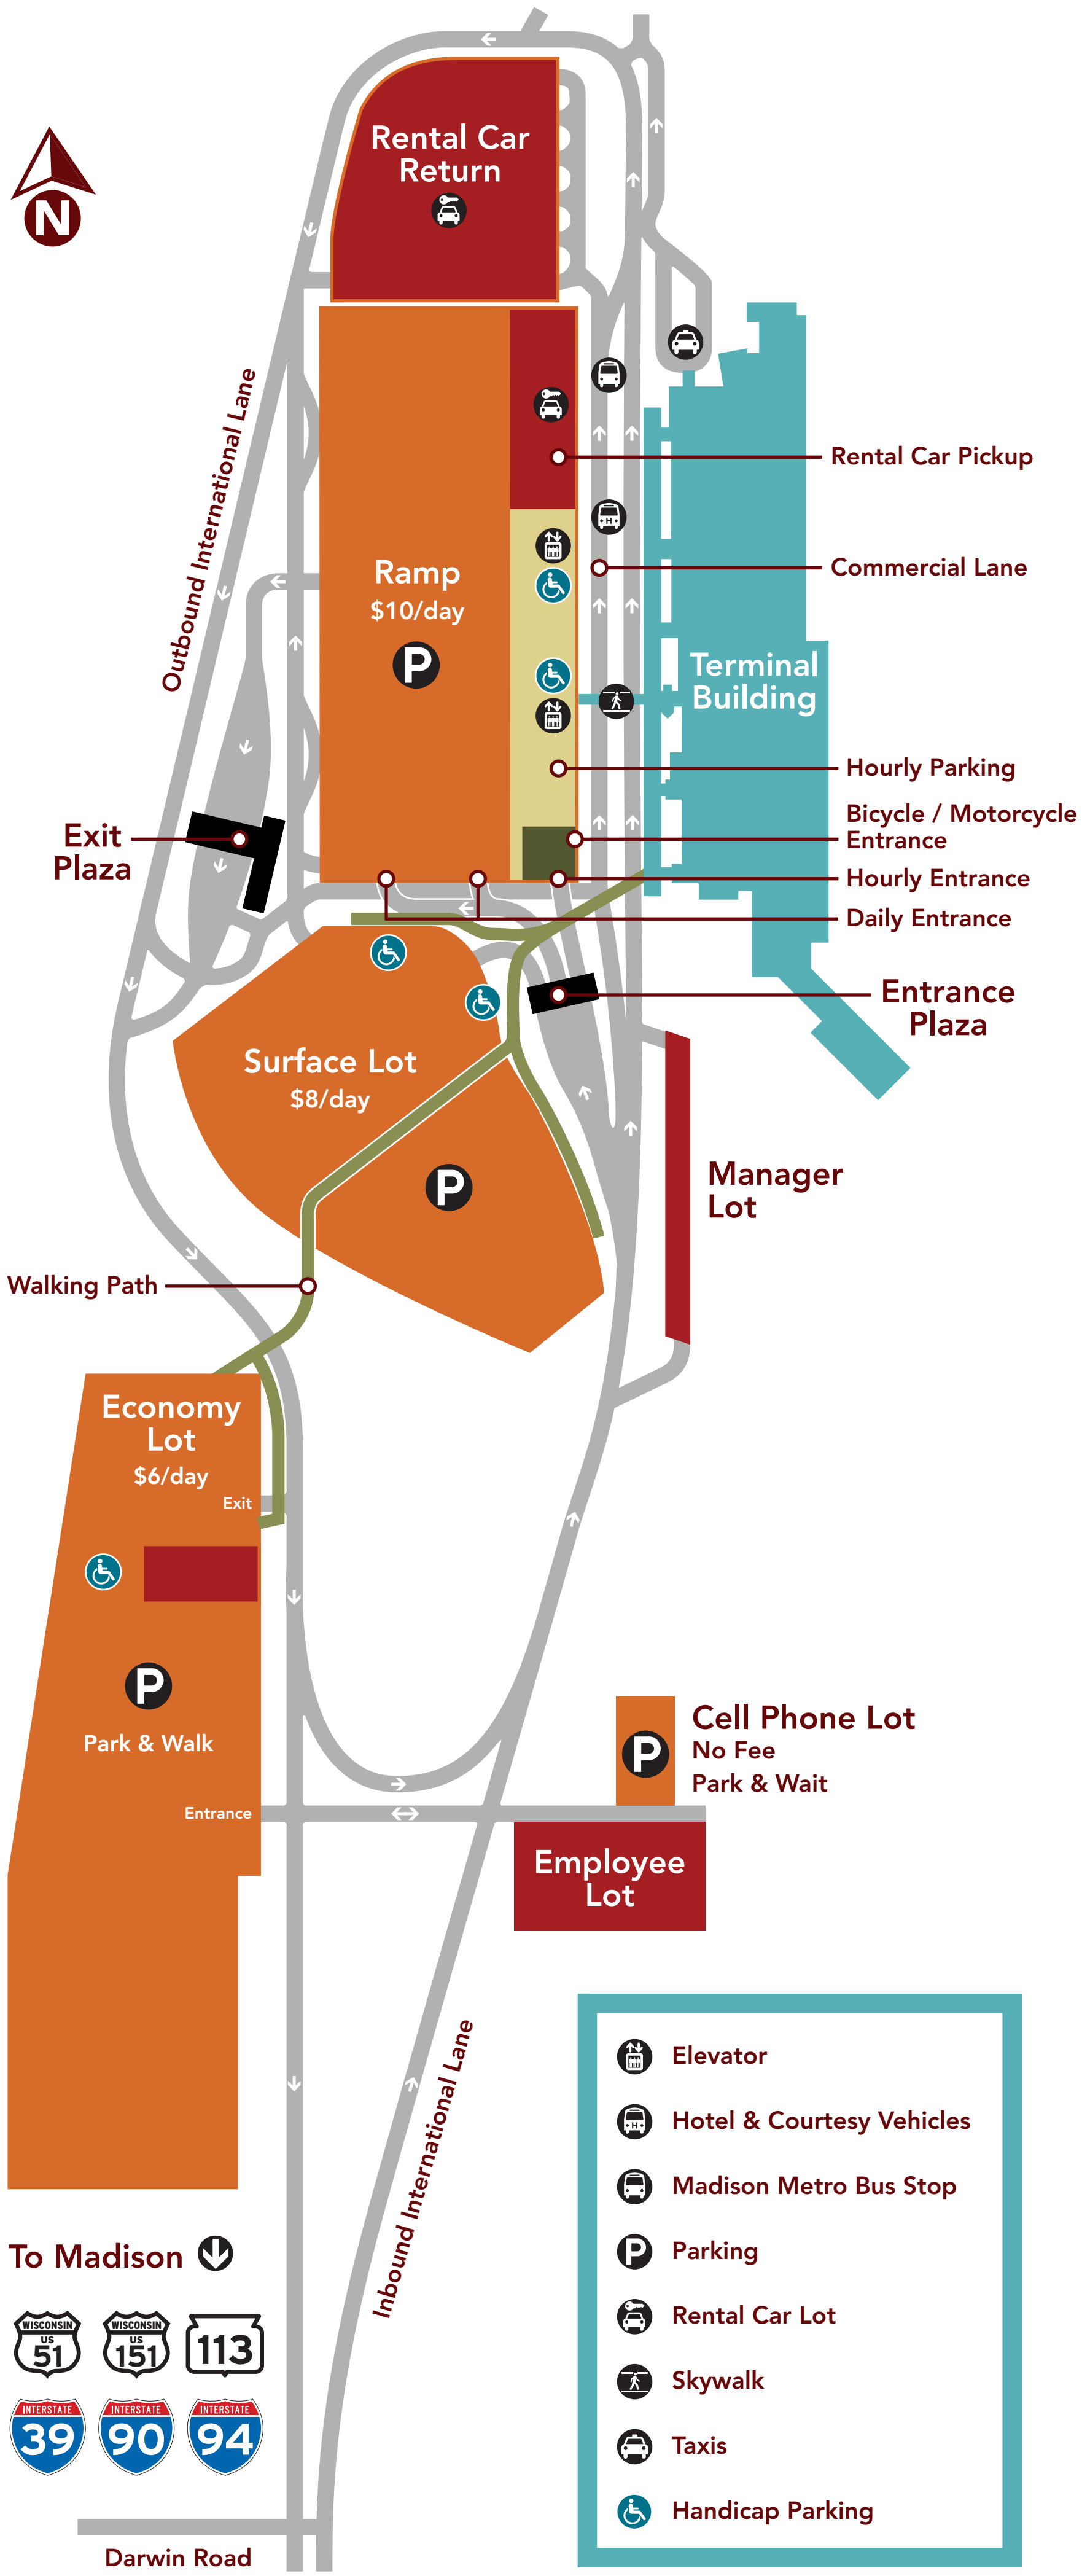 N
Rental Car
Return
Outbound International Lane
Rental Car Pickup
Commercial Lane
Ramp
$10/day
P
Terminal
Building
Hourly Parking
Bicycle / Motorcycle
Entrance
Exit
Plaza
Hourly Entrance
Daily Entrance
Entrance
Plaza
Surface Lot
$8/day
P
Manager
Lot
Walking Path
Economy
Lot
$6/day
Exit
P
Park & Walk
Entrance
P
Cell Phone Lot
No Fee
Park & Wait
Employee
Lot
Inbound International Lane
H
Elevator
H
Hotel & Courtesy Vehicles
Madison Metro Bus Stop
P
Parking
Rental Car Lot
Skywalk
Taxis
Handicap Parking
To Madison
WISCONSIN
US
51
WISCONSIN
US
151
113
INTERSTATE
39
INTERSTATE
90
INTERSTATE
94
Darwin Road